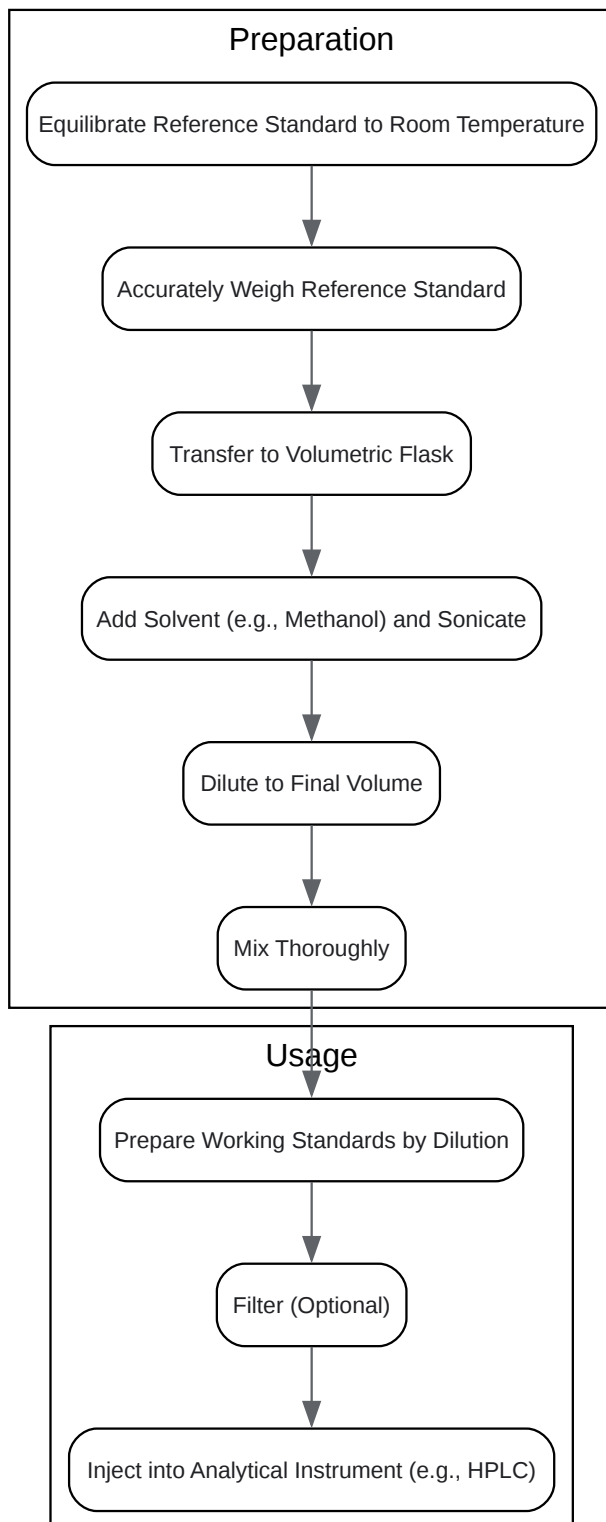 Preparation
Equilibrate Reference Standard to Room Temperature
Accurately Weigh Reference Standard
Transfer to Volumetric Flask
Add Solvent (e.g., Methanol) and Sonicate
Dilute to Final Volume
Mix Thoroughly
Usage
Prepare Working Standards by Dilution
Filter (Optional)
Inject into Analytical Instrument (e.g., HPLC)